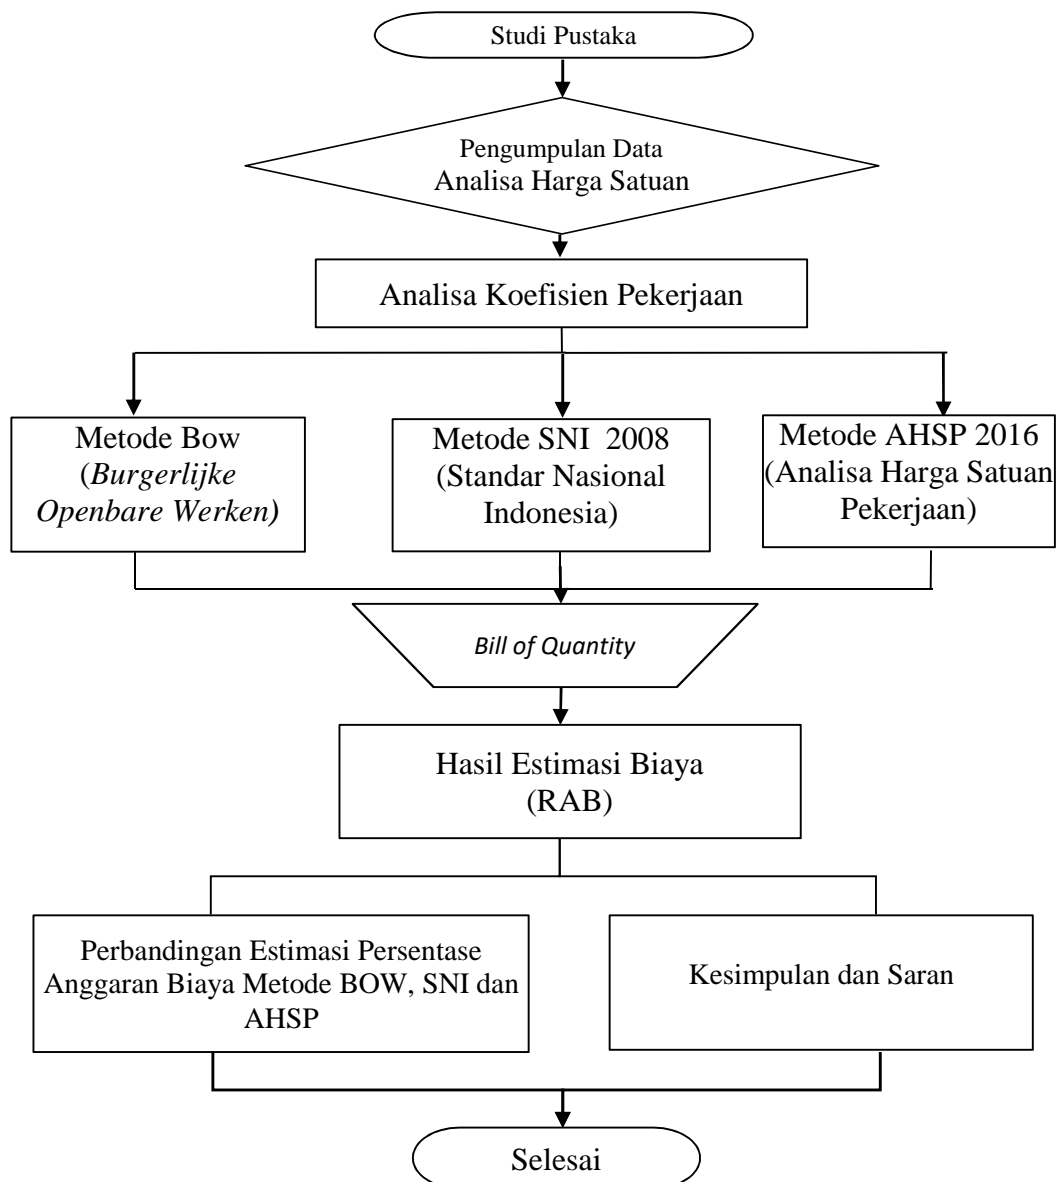 Studi Pustaka
Pengumpulan Data
Analisa Harga Satuan
Analisa Koefisien Pekerjaan
Metode Bow
(Burgerlijke
Openbare Werken)
Metode SNI 2008
(Standar Nasional
Indonesia)
Metode AHSP 2016
(Analisa Harga Satuan
Pekerjaan)
Bill of Quantity
Hasil Estimasi Biaya
(RAB)
Perbandingan Estimasi Persentase
Anggaran Biaya Metode BOW, SNI dan
AHSP
Kesimpulan dan Saran
Selesai